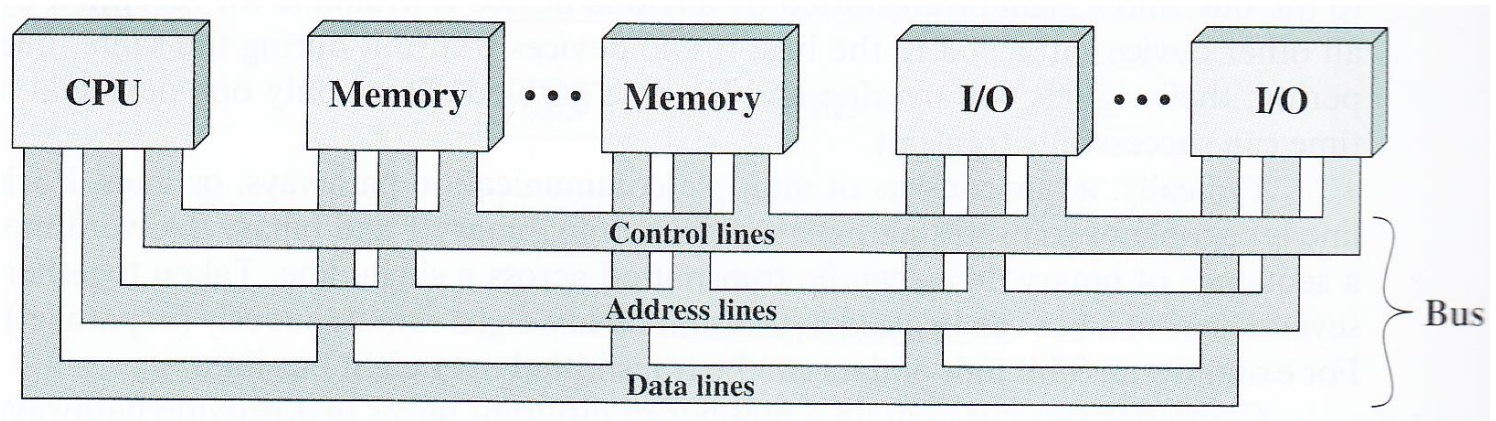 CPU
Memory
• • •
Memory
I/O
• • •
I/O
Control lines
Address lines
Data lines
Bus